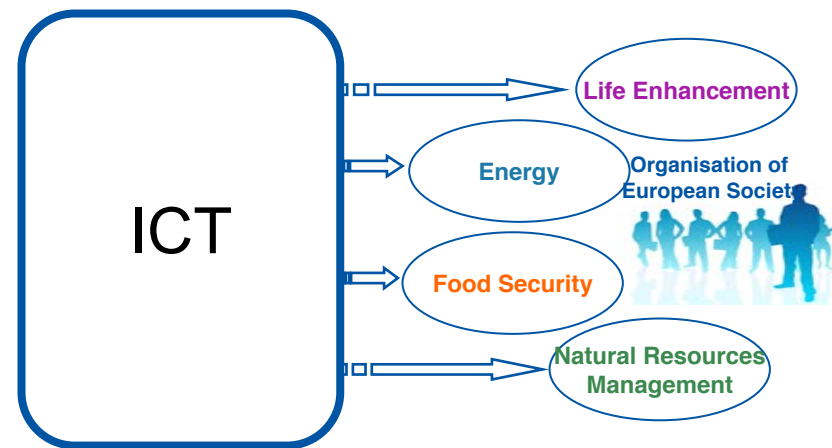 ICT
Life Enhancement
Energy
Organisation of
European Societ
Food Security
Natural Resources
Management